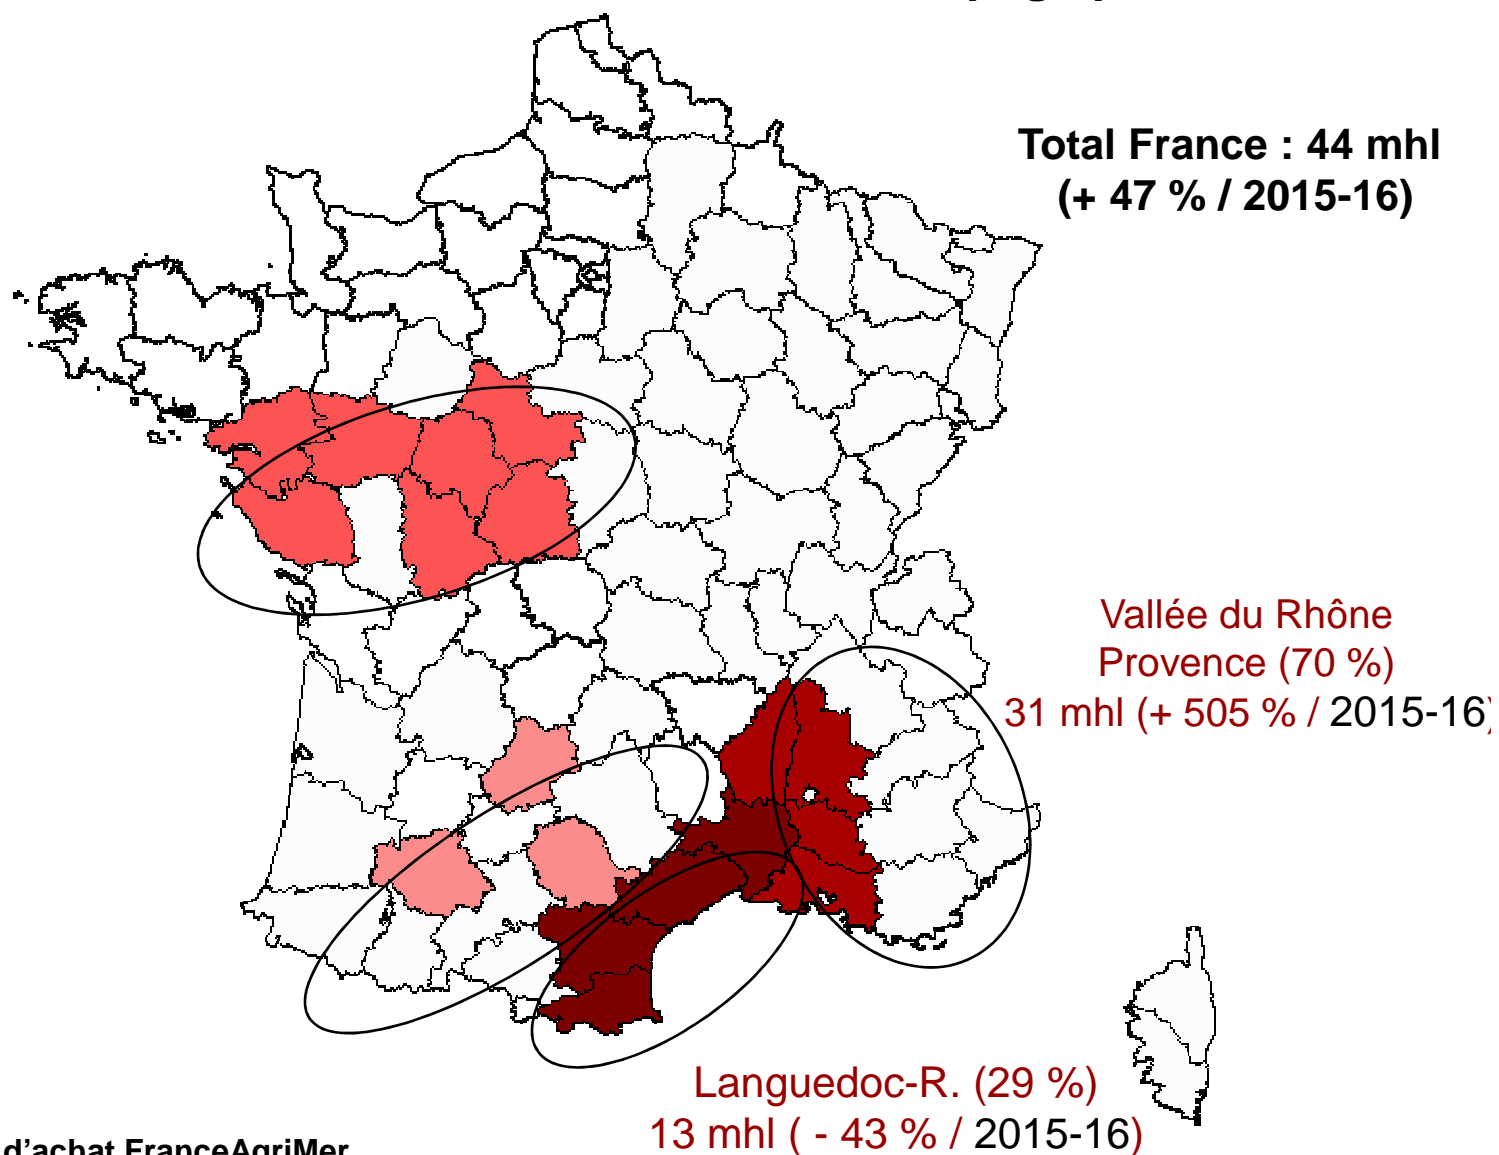 Total France : 44 mhl
(+ 47 % / 2015-16)
Vallée du Rhône
Provence (70 %)
31 mhl (+ 505 % / 2015-16)
Languedoc-R. (29 %)
13 mhl ( - 43 % / 2015-16)
d’achat FranceAgriMer